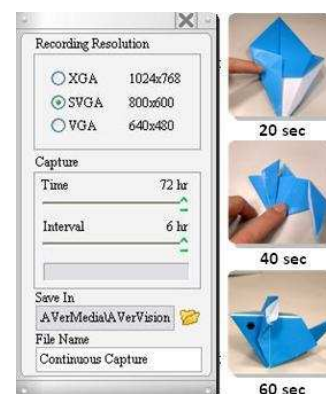 Recording Resolution
XGA 1024x768
SVGA 800x600
VGA 640x480
Capture
Time 72 hr
Interval 6 hr
Save In
AVerMedia\AVerVision
File Name
Continuous Capture
20 sec
40 sec
60 sec